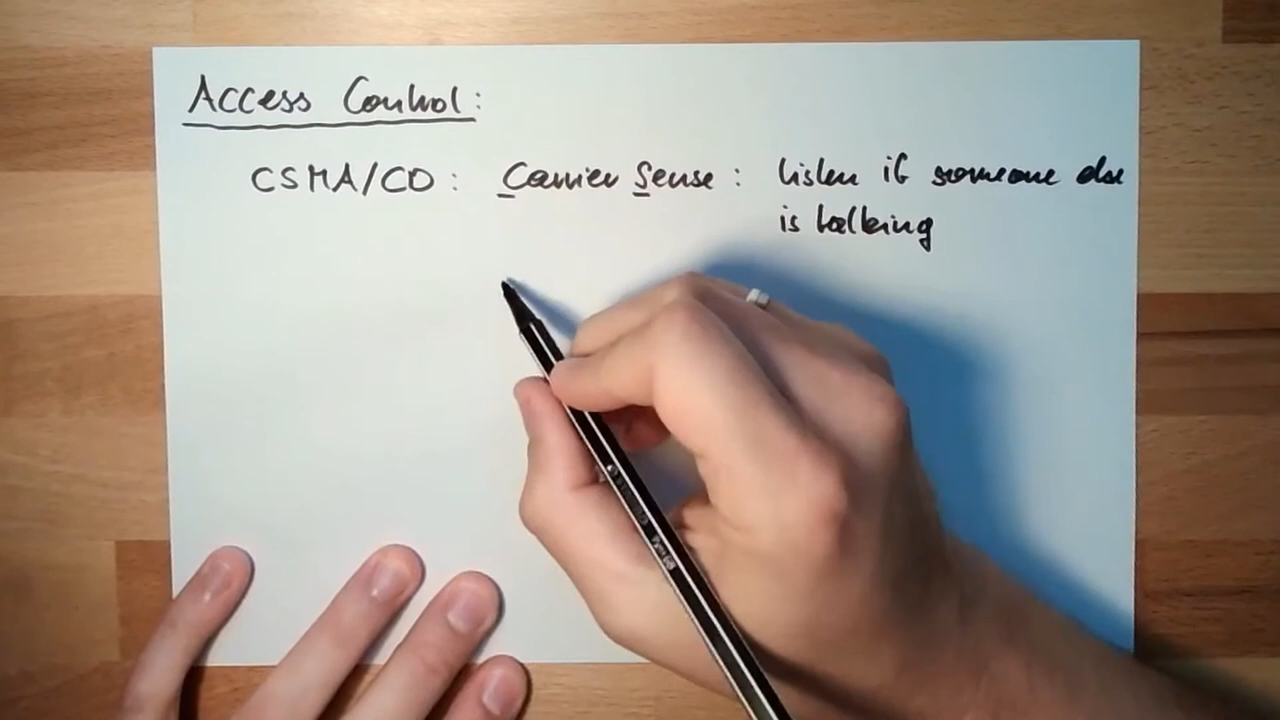 Access Control:
CSMA/CD: Carrier Sense: listen if someone else
is talking